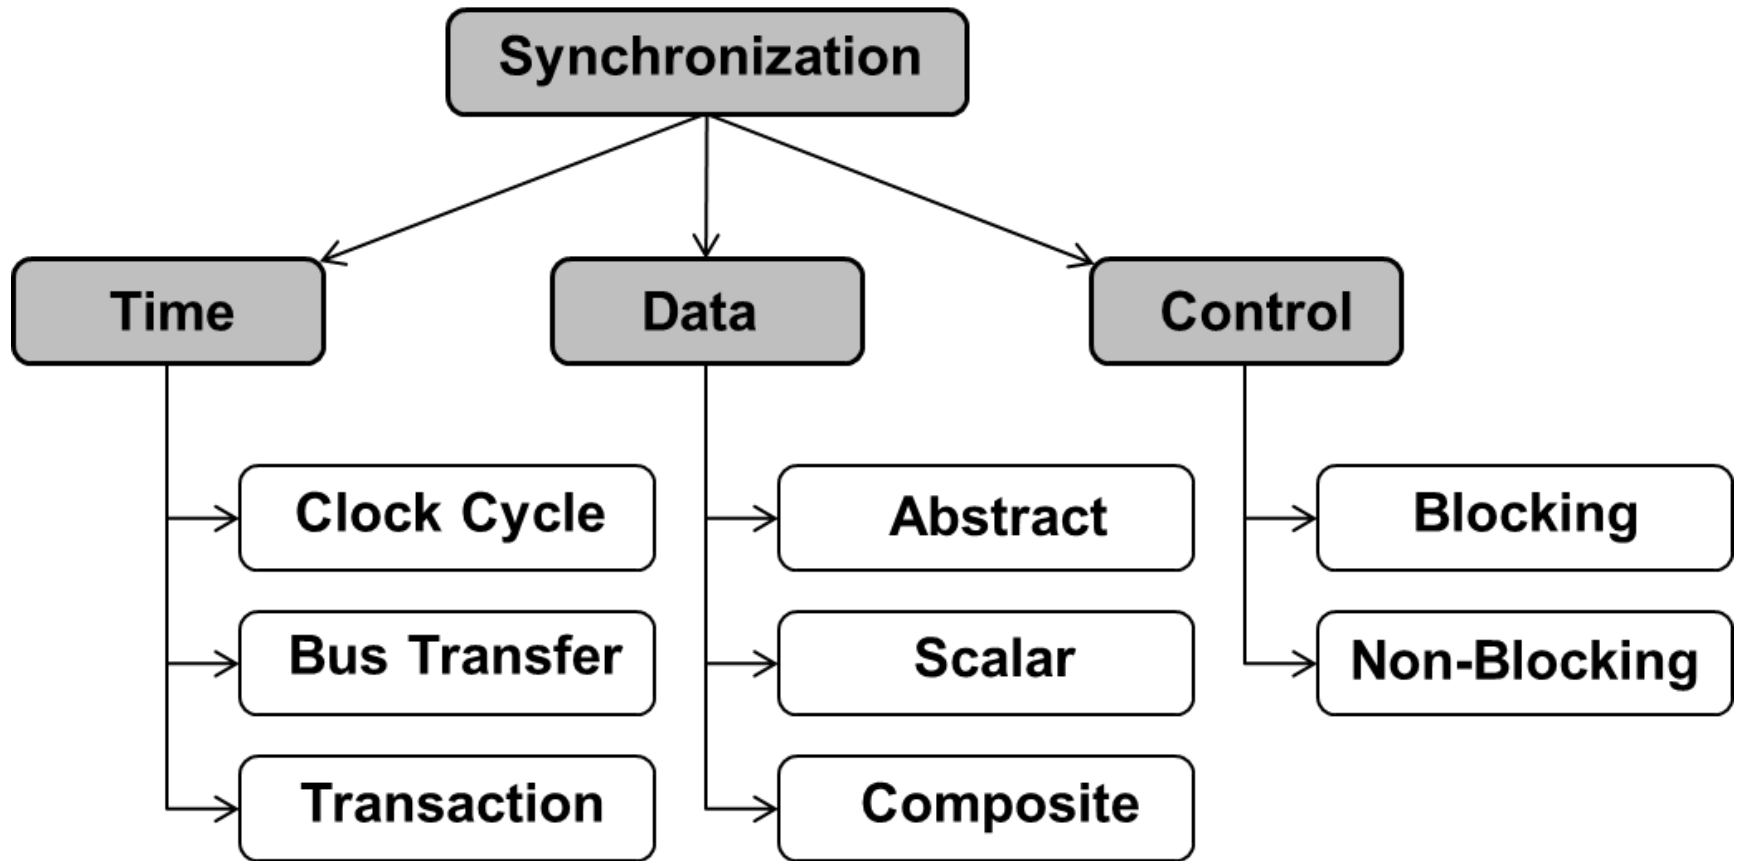 Synchronization
Time
Data
Control
Clock Cycle
Abstract
Blocking
Bus Transfer
Scalar
Non-Blocking
Transaction
Composite